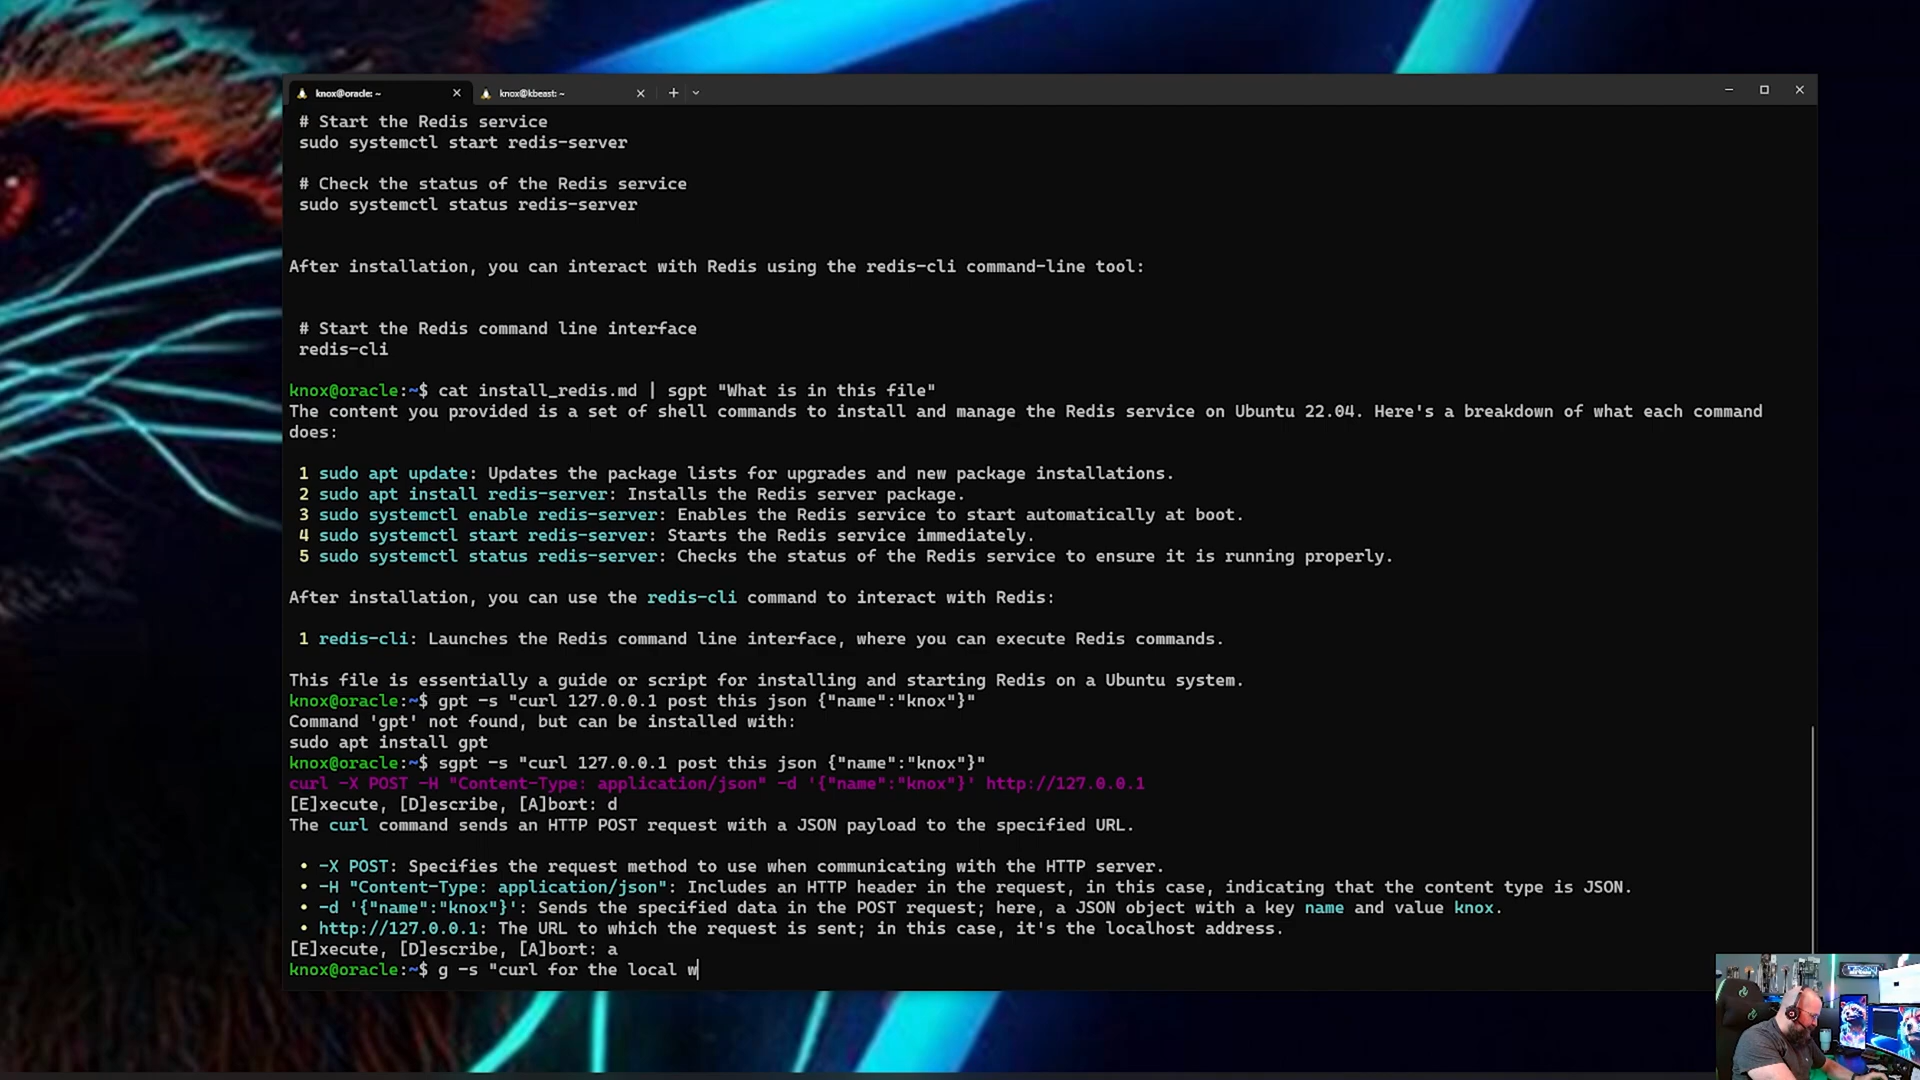 knox@oracle: ~
knox@kbeast: ~
# Start the Redis service
sudo systemctl start redis-server
# Check the status of the Redis service
sudo systemctl status redis-server
After installation, you can interact with Redis using the redis-cli command-line tool:
# Start the Redis command line interface
redis-cli
knox@oracle:~$ cat install_redis.md | sgpt "What is in this file"
The content you provided is a set of shell commands to install and manage the Redis service on Ubuntu 22.04. Here's a breakdown of what each command
does:
1 sudo apt update: Updates the package lists for upgrades and new package installations.
2 sudo apt install redis-server: Installs the Redis server package.
3 sudo systemctl enable redis-server: Enables the Redis service to start automatically at boot.
4 sudo systemctl start redis-server: Starts the Redis service immediately.
5 sudo systemctl status redis-server: Checks the status of the Redis service to ensure it is running properly.
After installation, you can use the redis-cli command to interact with Redis:
1 redis-cli: Launches the Redis command line interface, where you can execute Redis commands.
This file is essentially a guide or script for installing and starting Redis on a Ubuntu system.
knox@oracle:~$ gpt -s "curl 127.0.0.1 post this json {"name":"knox"}"
Command 'gpt' not found, but can be installed with:
sudo apt install gpt
knox@oracle:~$ sgpt -s "curl 127.0.0.1 post this json {"name":"knox"}"
curl -X POST -H "Content-Type: application/json" -d '{"name":"knox"}' http://127.0.0.1
[E]xecute, [D]escribe, [A]bort: d
The curl command sends an HTTP POST request with a JSON payload to the specified URL.
• -X POST: Specifies the request method to use when communicating with the HTTP server.
• -H "Content-Type: application/json": Includes an HTTP header in the request, in this case, indicating that the content type is JSON.
• -d '{"name":"knox"}': Sends the specified data in the POST request; here, a JSON object with a key name and value knox.
• http://127.0.0.1: The URL to which the request is sent; in this case, it's the localhost address.
[E]xecute, [D]escribe, [A]bort: a
knox@oracle:~$ g -s "curl for the local w